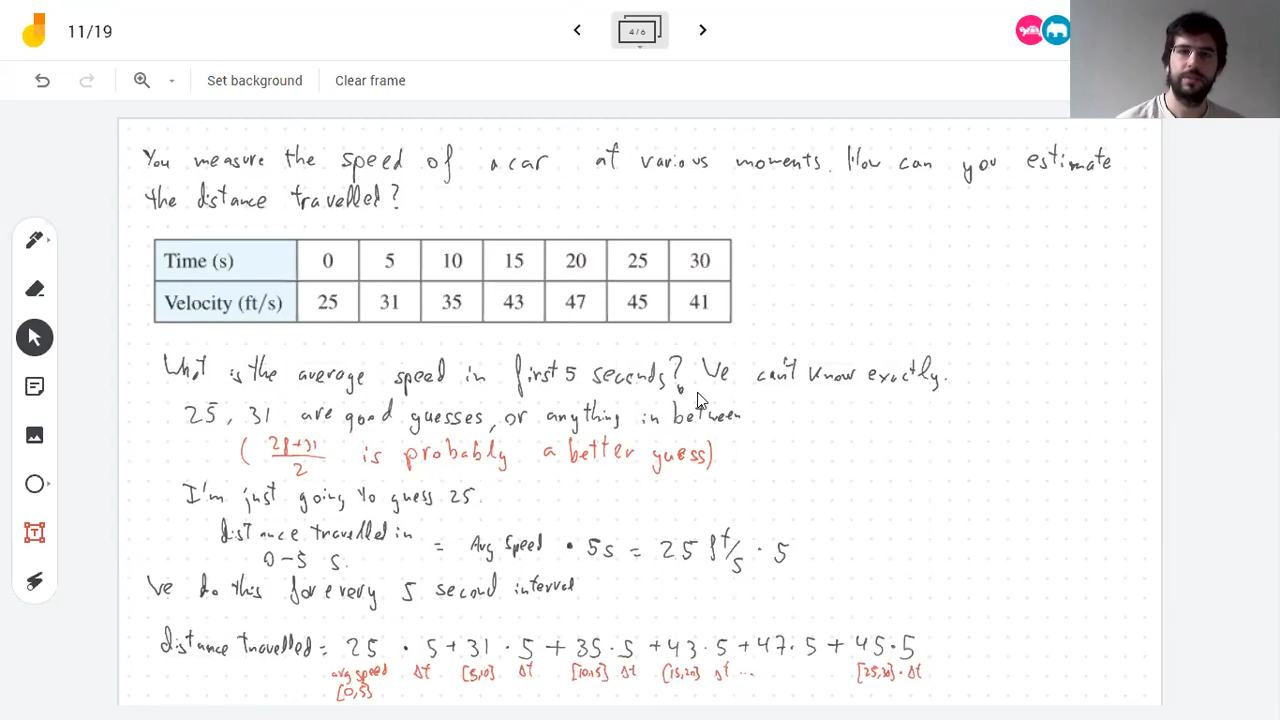 11/19
4/6
Set background
Clear frame
You measure the speed of a car at various moments. How can you estimate
the distance travelled?
Time (s) 0 5 10 15 20 25 30
Velocity (ft/s) 25 31 35 43 47 45 41
What is the average speed in first 5 seconds? We can't know exactly.
25, 31 are good guesses, or anything in between
( 25+31 / 2 is probably a better guess)
I'm just going to guess 25.
distance travelled in
0-5 s. = Avg speed · 5s = 25 ft/s · 5
We do this for every 5 second interval
distance travelled = 25 · 5 + 31 · 5 + 35 · 5 + 43 · 5 + 47 · 5 + 45 · 5
avg speed Δt [5,10] Δt [10,15] Δt [15,20] Δt ... [25,30] · Δt
[0,5]